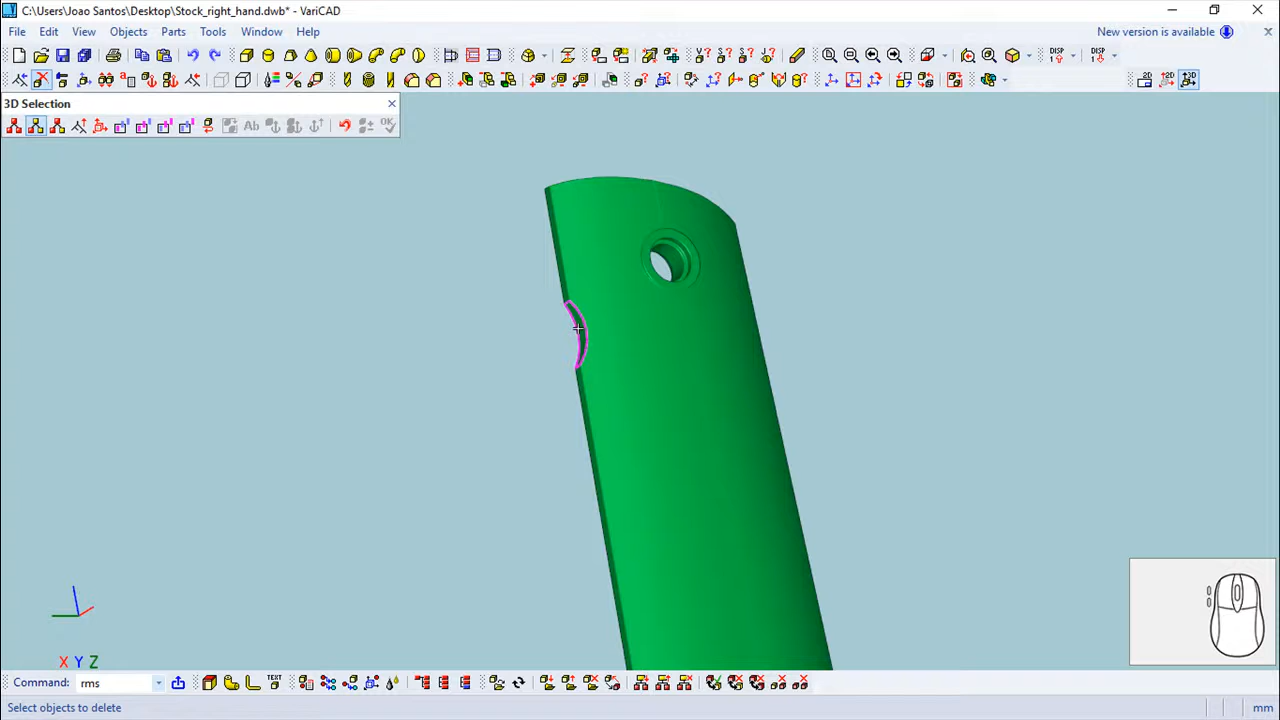 C:\Users\Joao Santos\Desktop\Stock_right_hand.dwb* - VariCAD
File Edit View Objects Parts Tools Window Help New version is available
3D Selection
Ab OK
X Y Z
Command: rms
Select objects to delete mm